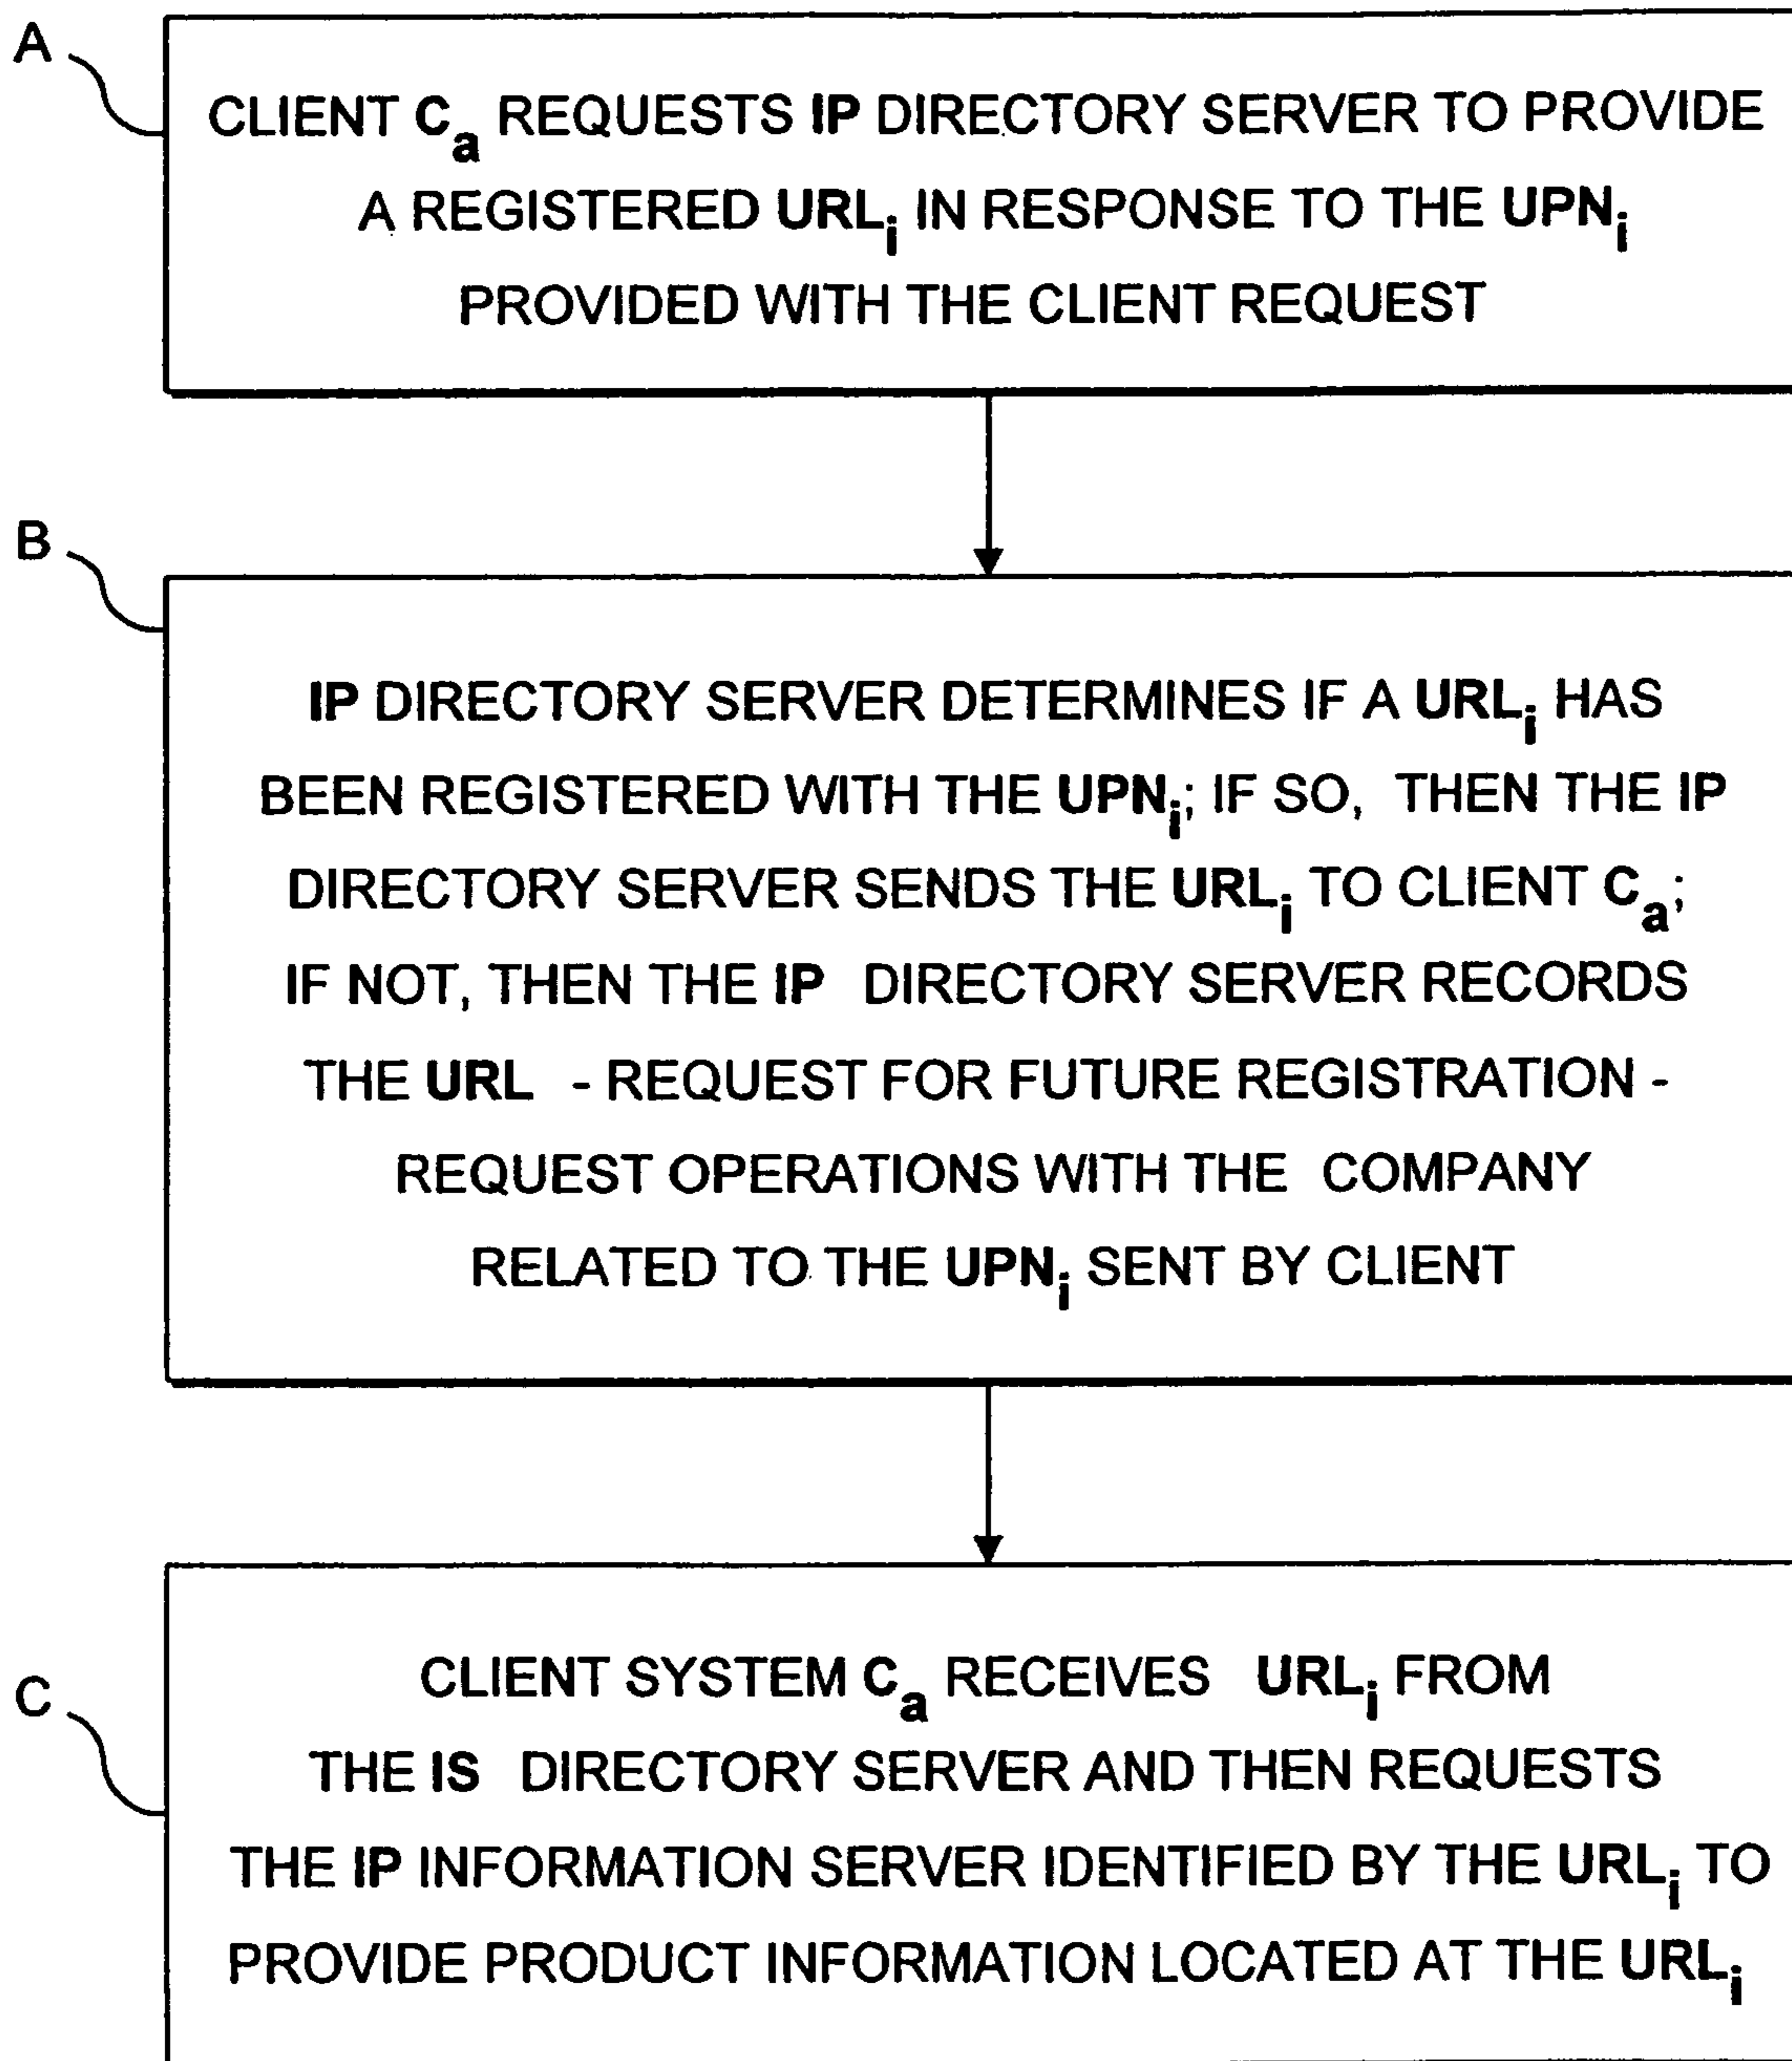 A
CLIENT Ca REQUESTS IP DIRECTORY SERVER TO PROVIDE
A REGISTERED URLi IN RESPONSE TO THE UPNi
PROVIDED WITH THE CLIENT REQUEST
B
IP DIRECTORY SERVER DETERMINES IF A URLi HAS
BEEN REGISTERED WITH THE UPNi; IF SO, THEN THE IP
DIRECTORY SERVER SENDS THE URLi TO CLIENT Ca;
IF NOT, THEN THE IP DIRECTORY SERVER RECORDS
THE URL - REQUEST FOR FUTURE REGISTRATION -
REQUEST OPERATIONS WITH THE COMPANY
RELATED TO THE UPNi SENT BY CLIENT
C
CLIENT SYSTEM Ca RECEIVES URLi FROM
THE IS DIRECTORY SERVER AND THEN REQUESTS
THE IP INFORMATION SERVER IDENTIFIED BY THE URLi TO
PROVIDE PRODUCT INFORMATION LOCATED AT THE URLi